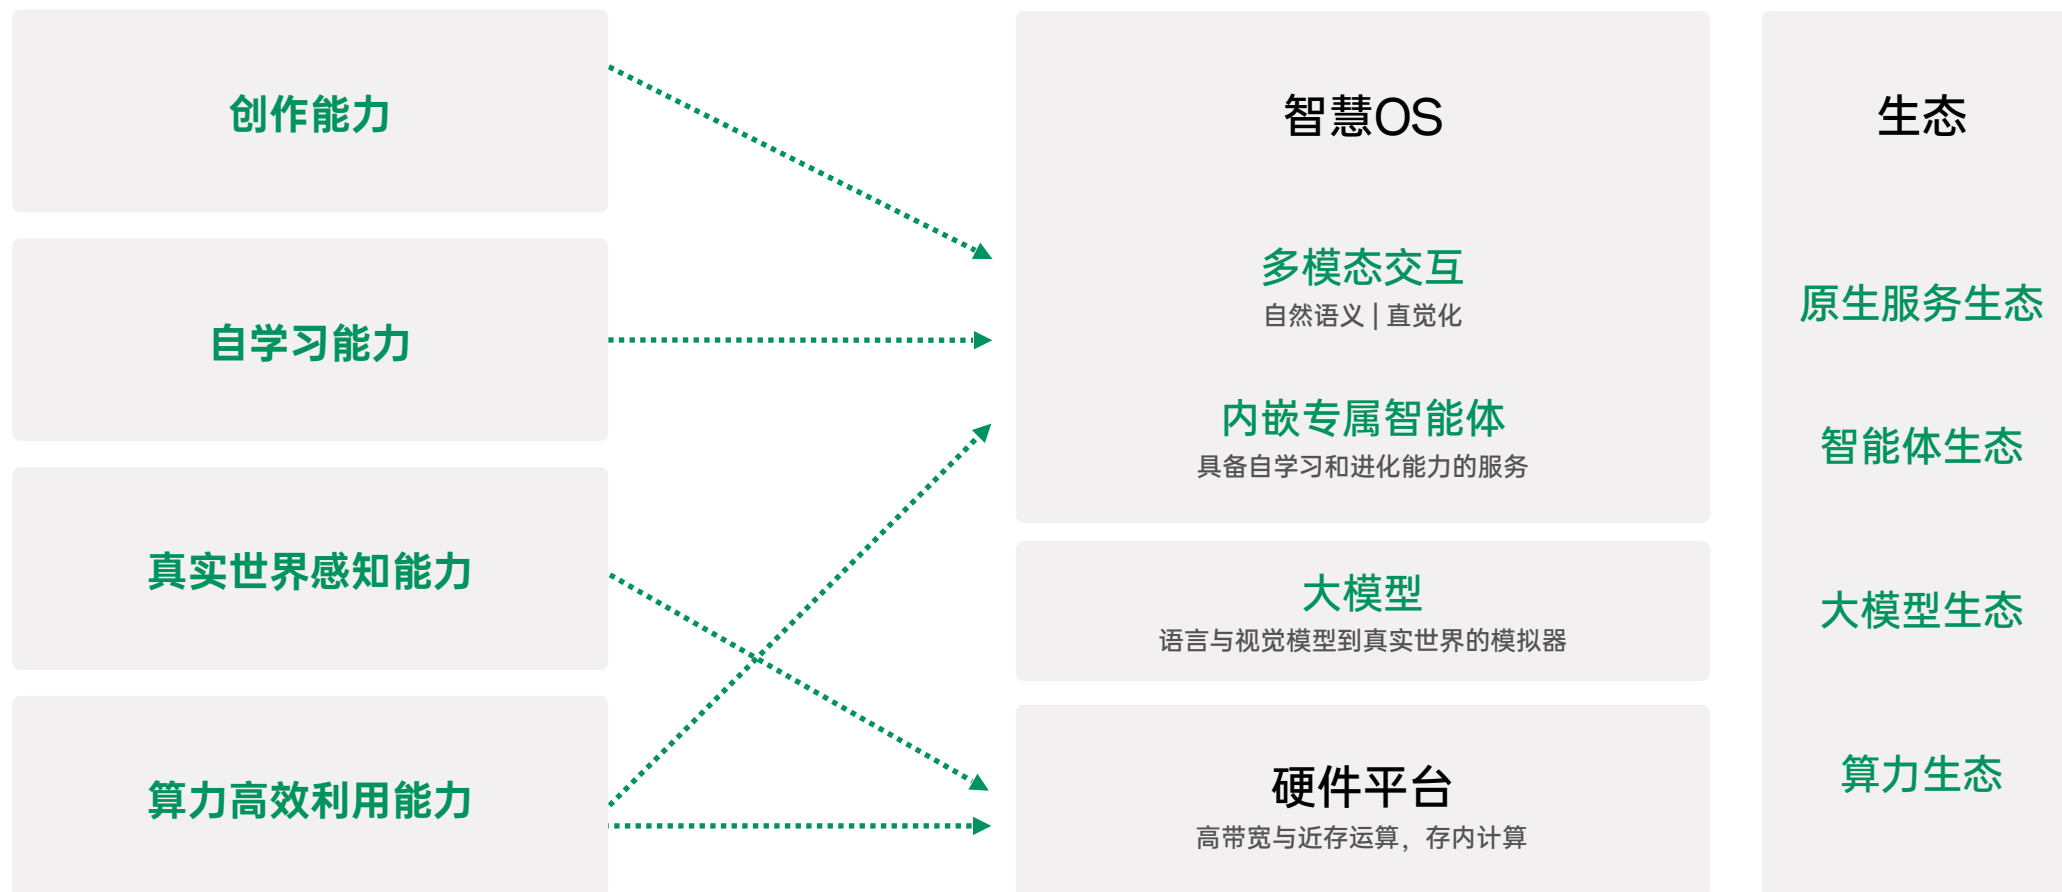 创作能力
自学习能力
真实世界感知能力
算力高效利用能力
智慧OS
多模态交互
自然语义 | 直觉化
内嵌专属智能体
具备自学习和进化能力的服务
大模型
语言与视觉模型到真实世界的模拟器
硬件平台
高带宽与近存运算，存内计算
生态
原生服务生态
智能体生态
大模型生态
算力生态